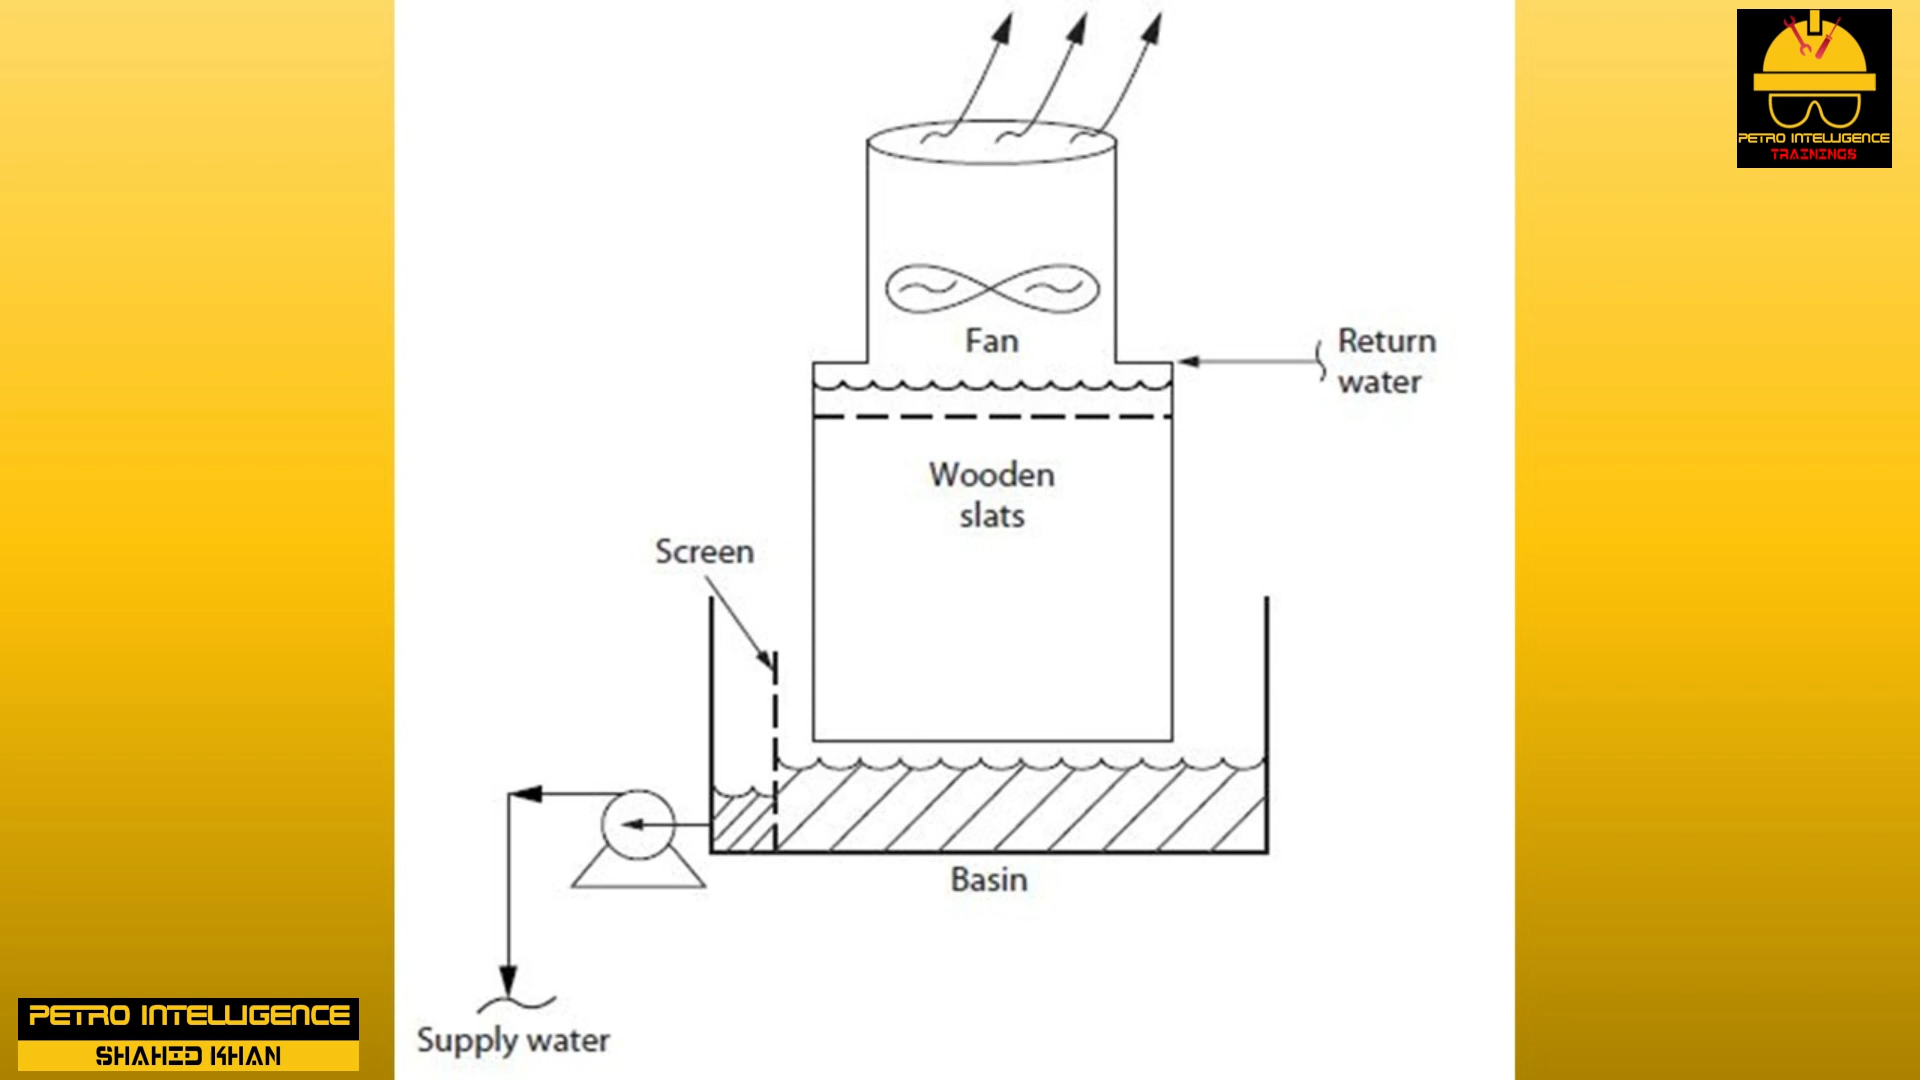 PETRO INTELLIGENCE
TRAININGS
Fan
Return
water
Wooden
slats
Screen
Basin
Supply water
PETRO INTELLIGENCE
SHAHID KHAN